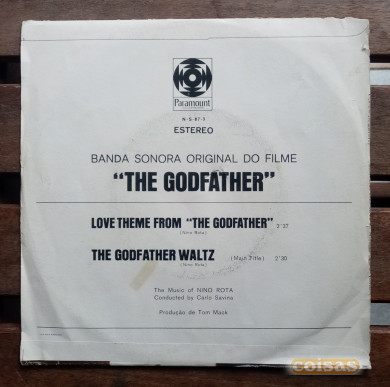 Paramount
N-S-87-3
ESTEREO
BANDA SONORA ORIGINAL DO FILME
"THE GODFATHER"
LOVE THEME FROM "THE GODFATHER" 2'37
(Nino Rota)
THE GODFATHER WALTZ (Main Title) 2'30
(Nino Rota)
The Music of NINO ROTA
Conducted by Carlo Savina
Produção de Tom Mack
coisas